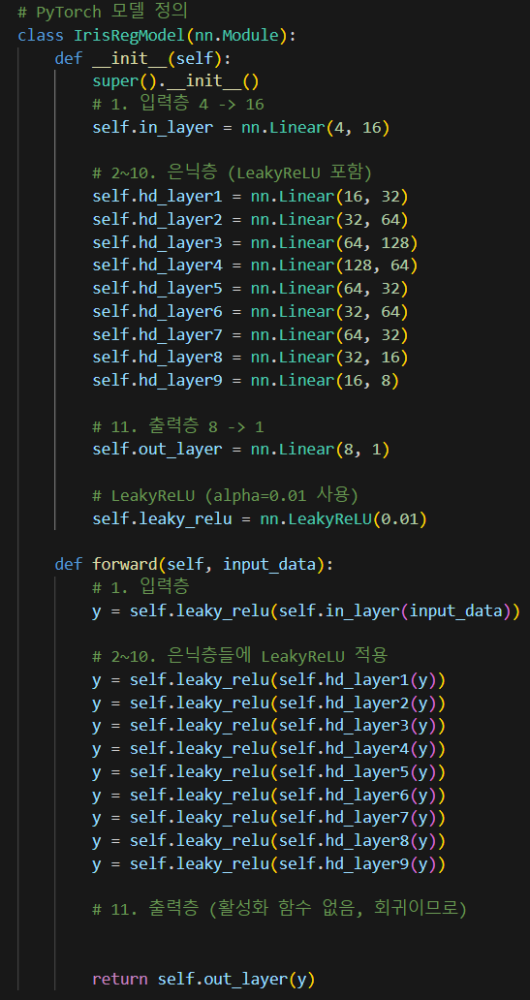 # PyTorch 모델 정의
class IrisRegModel(nn.Module):
    def __init__(self):
        super().__init__()
        # 1. 입력층 4 -> 16
        self.in_layer = nn.Linear(4, 16)

        # 2~10. 은닉층 (LeakyReLU 포함)
        self.hd_layer1 = nn.Linear(16, 32)
        self.hd_layer2 = nn.Linear(32, 64)
        self.hd_layer3 = nn.Linear(64, 128)
        self.hd_layer4 = nn.Linear(128, 64)
        self.hd_layer5 = nn.Linear(64, 32)
        self.hd_layer6 = nn.Linear(32, 64)
        self.hd_layer7 = nn.Linear(64, 32)
        self.hd_layer8 = nn.Linear(32, 16)
        self.hd_layer9 = nn.Linear(16, 8)

        # 11. 출력층 8 -> 1
        self.out_layer = nn.Linear(8, 1)

        # LeakyReLU (alpha=0.01 사용)
        self.leaky_relu = nn.LeakyReLU(0.01)

    def forward(self, input_data):
        # 1. 입력층
        y = self.leaky_relu(self.in_layer(input_data))

        # 2~10. 은닉층들에 LeakyReLU 적용
        y = self.leaky_relu(self.hd_layer1(y))
        y = self.leaky_relu(self.hd_layer2(y))
        y = self.leaky_relu(self.hd_layer3(y))
        y = self.leaky_relu(self.hd_layer4(y))
        y = self.leaky_relu(self.hd_layer5(y))
        y = self.leaky_relu(self.hd_layer6(y))
        y = self.leaky_relu(self.hd_layer7(y))
        y = self.leaky_relu(self.hd_layer8(y))
        y = self.leaky_relu(self.hd_layer9(y))

        # 11. 출력층 (활성화 함수 없음, 회귀이므로)

        return self.out_layer(y)